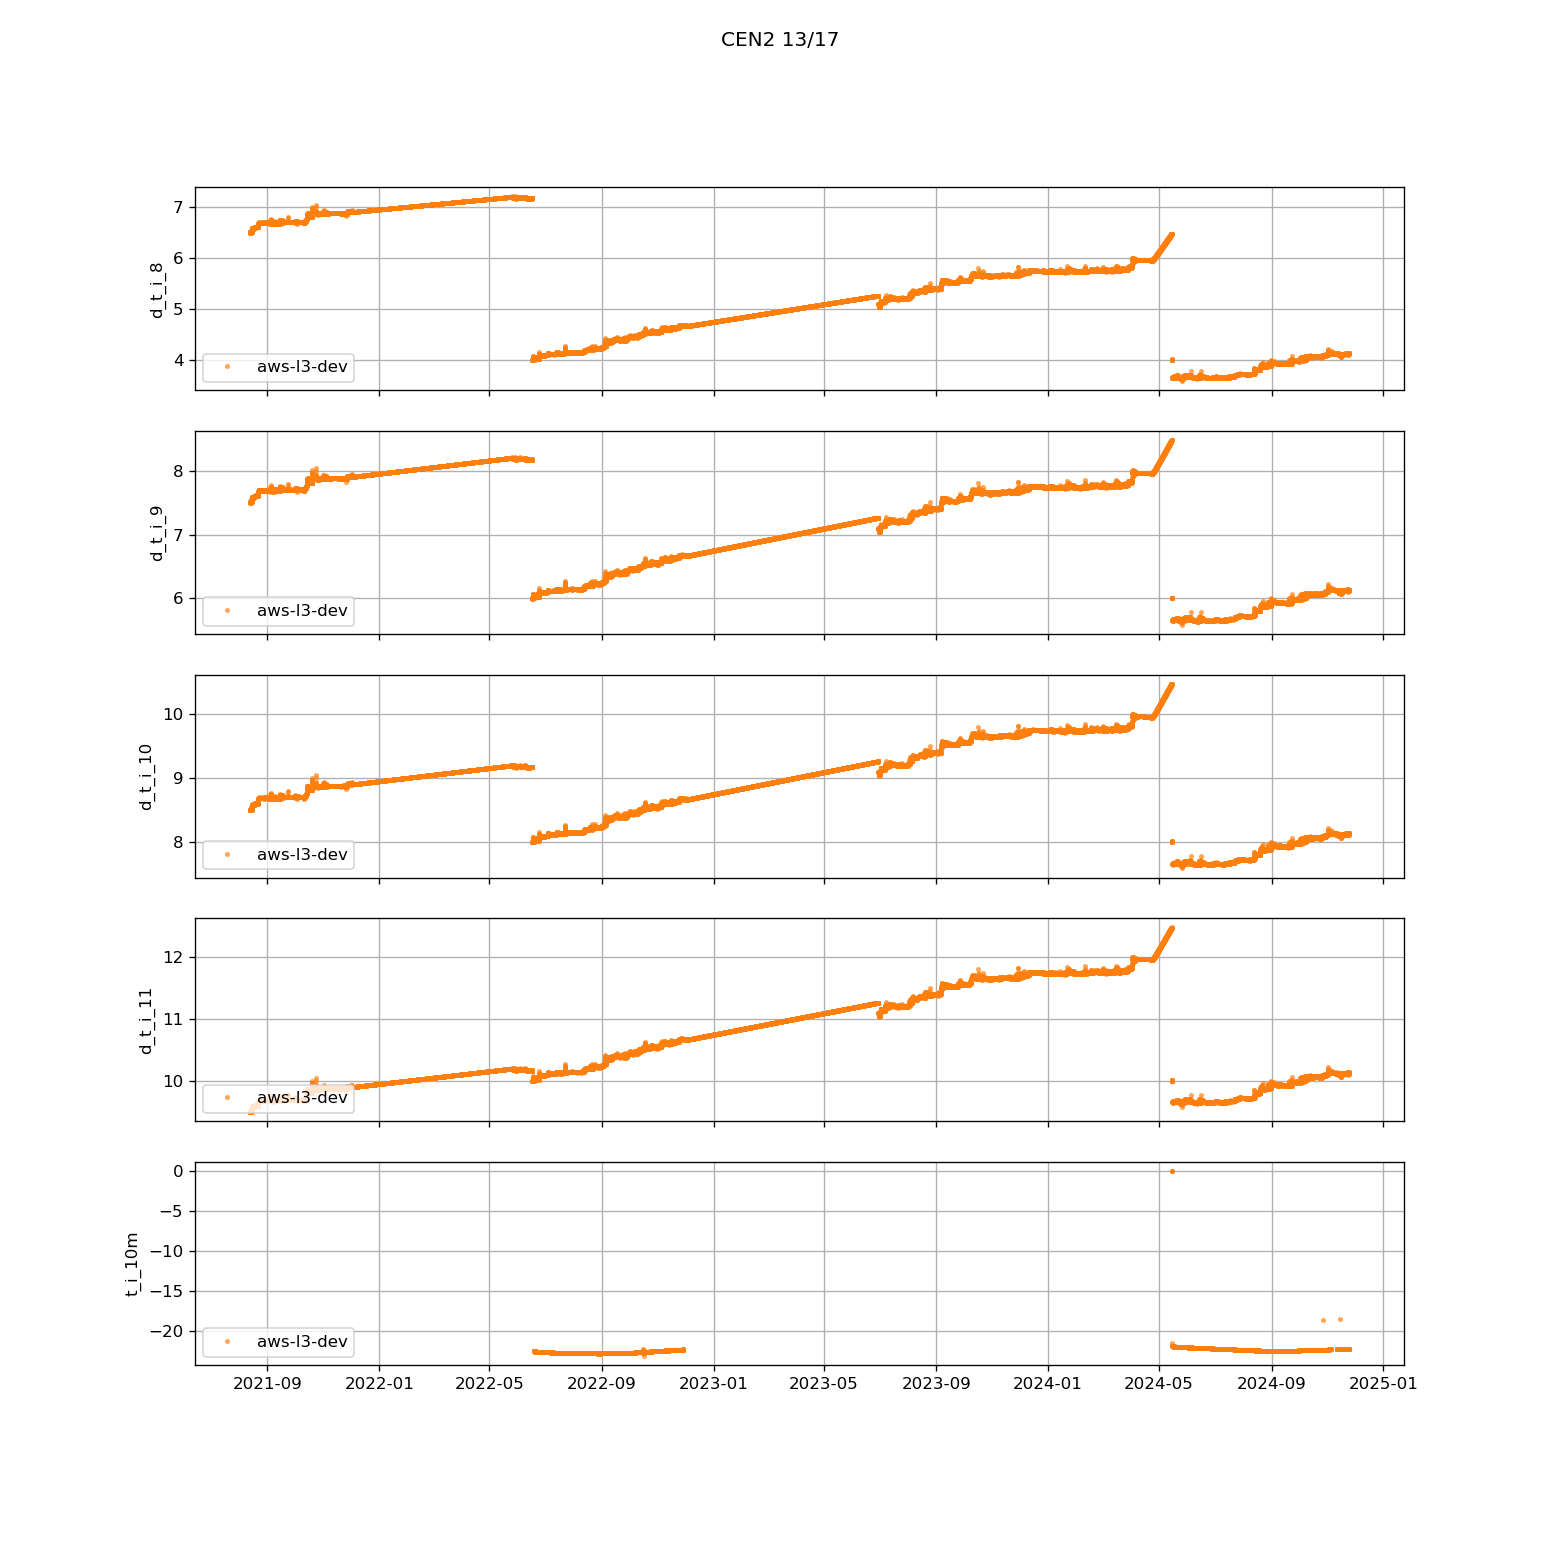 CEN2 13/17
7
6
5
4
d_t_i_8
aws-l3-dev
8
7
6
d_t_i_9
aws-l3-dev
10
9
8
d_t_i_10
aws-l3-dev
12
11
10
d_t_i_11
aws-l3-dev
0
−5
−10
−15
−20
t_i_10m
aws-l3-dev
2021-09 2022-01 2022-05 2022-09 2023-01 2023-05 2023-09 2024-01 2024-05 2024-09 2025-01